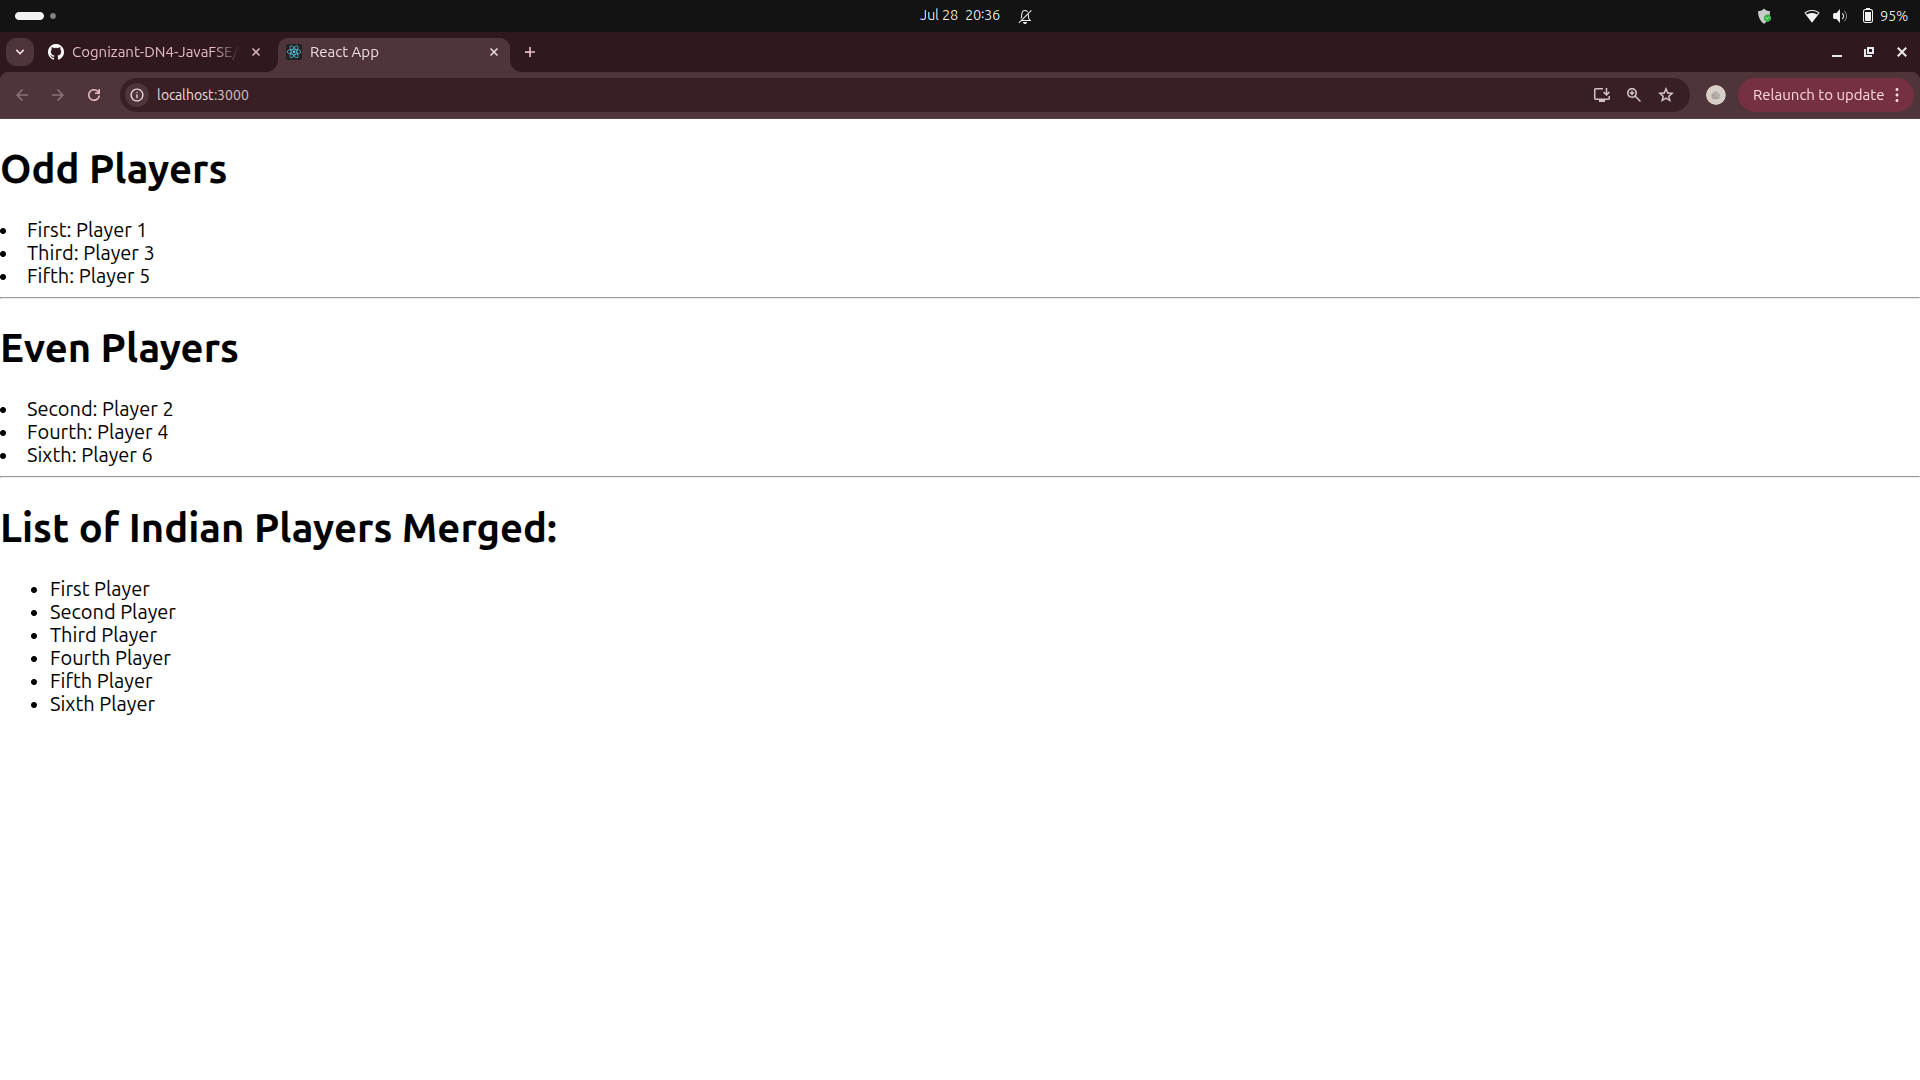 Jul 28 20:36
95%
Cognizant-DN4-JavaFSE/
React App
localhost:3000
Relaunch to update
Odd Players
First: Player 1
Third: Player 3
Fifth: Player 5
Even Players
Second: Player 2
Fourth: Player 4
Sixth: Player 6
List of Indian Players Merged:
First Player
Second Player
Third Player
Fourth Player
Fifth Player
Sixth Player